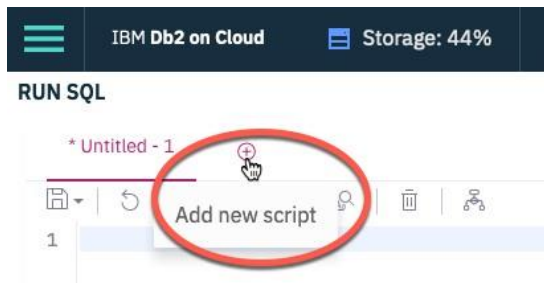 IBM Db2 on Cloud Storage: 44%
RUN SQL
* Untitled - 1
Add new script
1